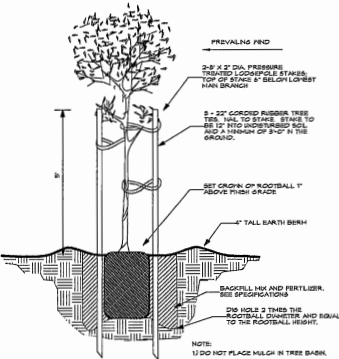 PREVAILING WIND
2-8' X 2" DIA. PRESSURE
TREATED LODGEPOLE STAKES;
TOP OF STAKE 6" BELOW LOWEST
MAIN BRANCH
3 - 22" CORDED RUBBER TREE
TIES. NAIL TO STAKE. STAKE TO
BE 12" INTO UNDISTURBED SOIL
AND A MINIMUM OF 3'-0" IN THE
GROUND.
5'
SET CROWN OF ROOTBALL 1"
ABOVE FINISH GRADE
4" TALL EARTH BERM
BACKFILL MIX AND FERTILIZER.
SEE SPECIFICATIONS
DIG HOLE 2 TIMES THE
ROOTBALL DIAMETER AND EQUAL
TO THE ROOTBALL HEIGHT.
NOTE:
1) DO NOT PLACE MULCH IN TREE BASIN.